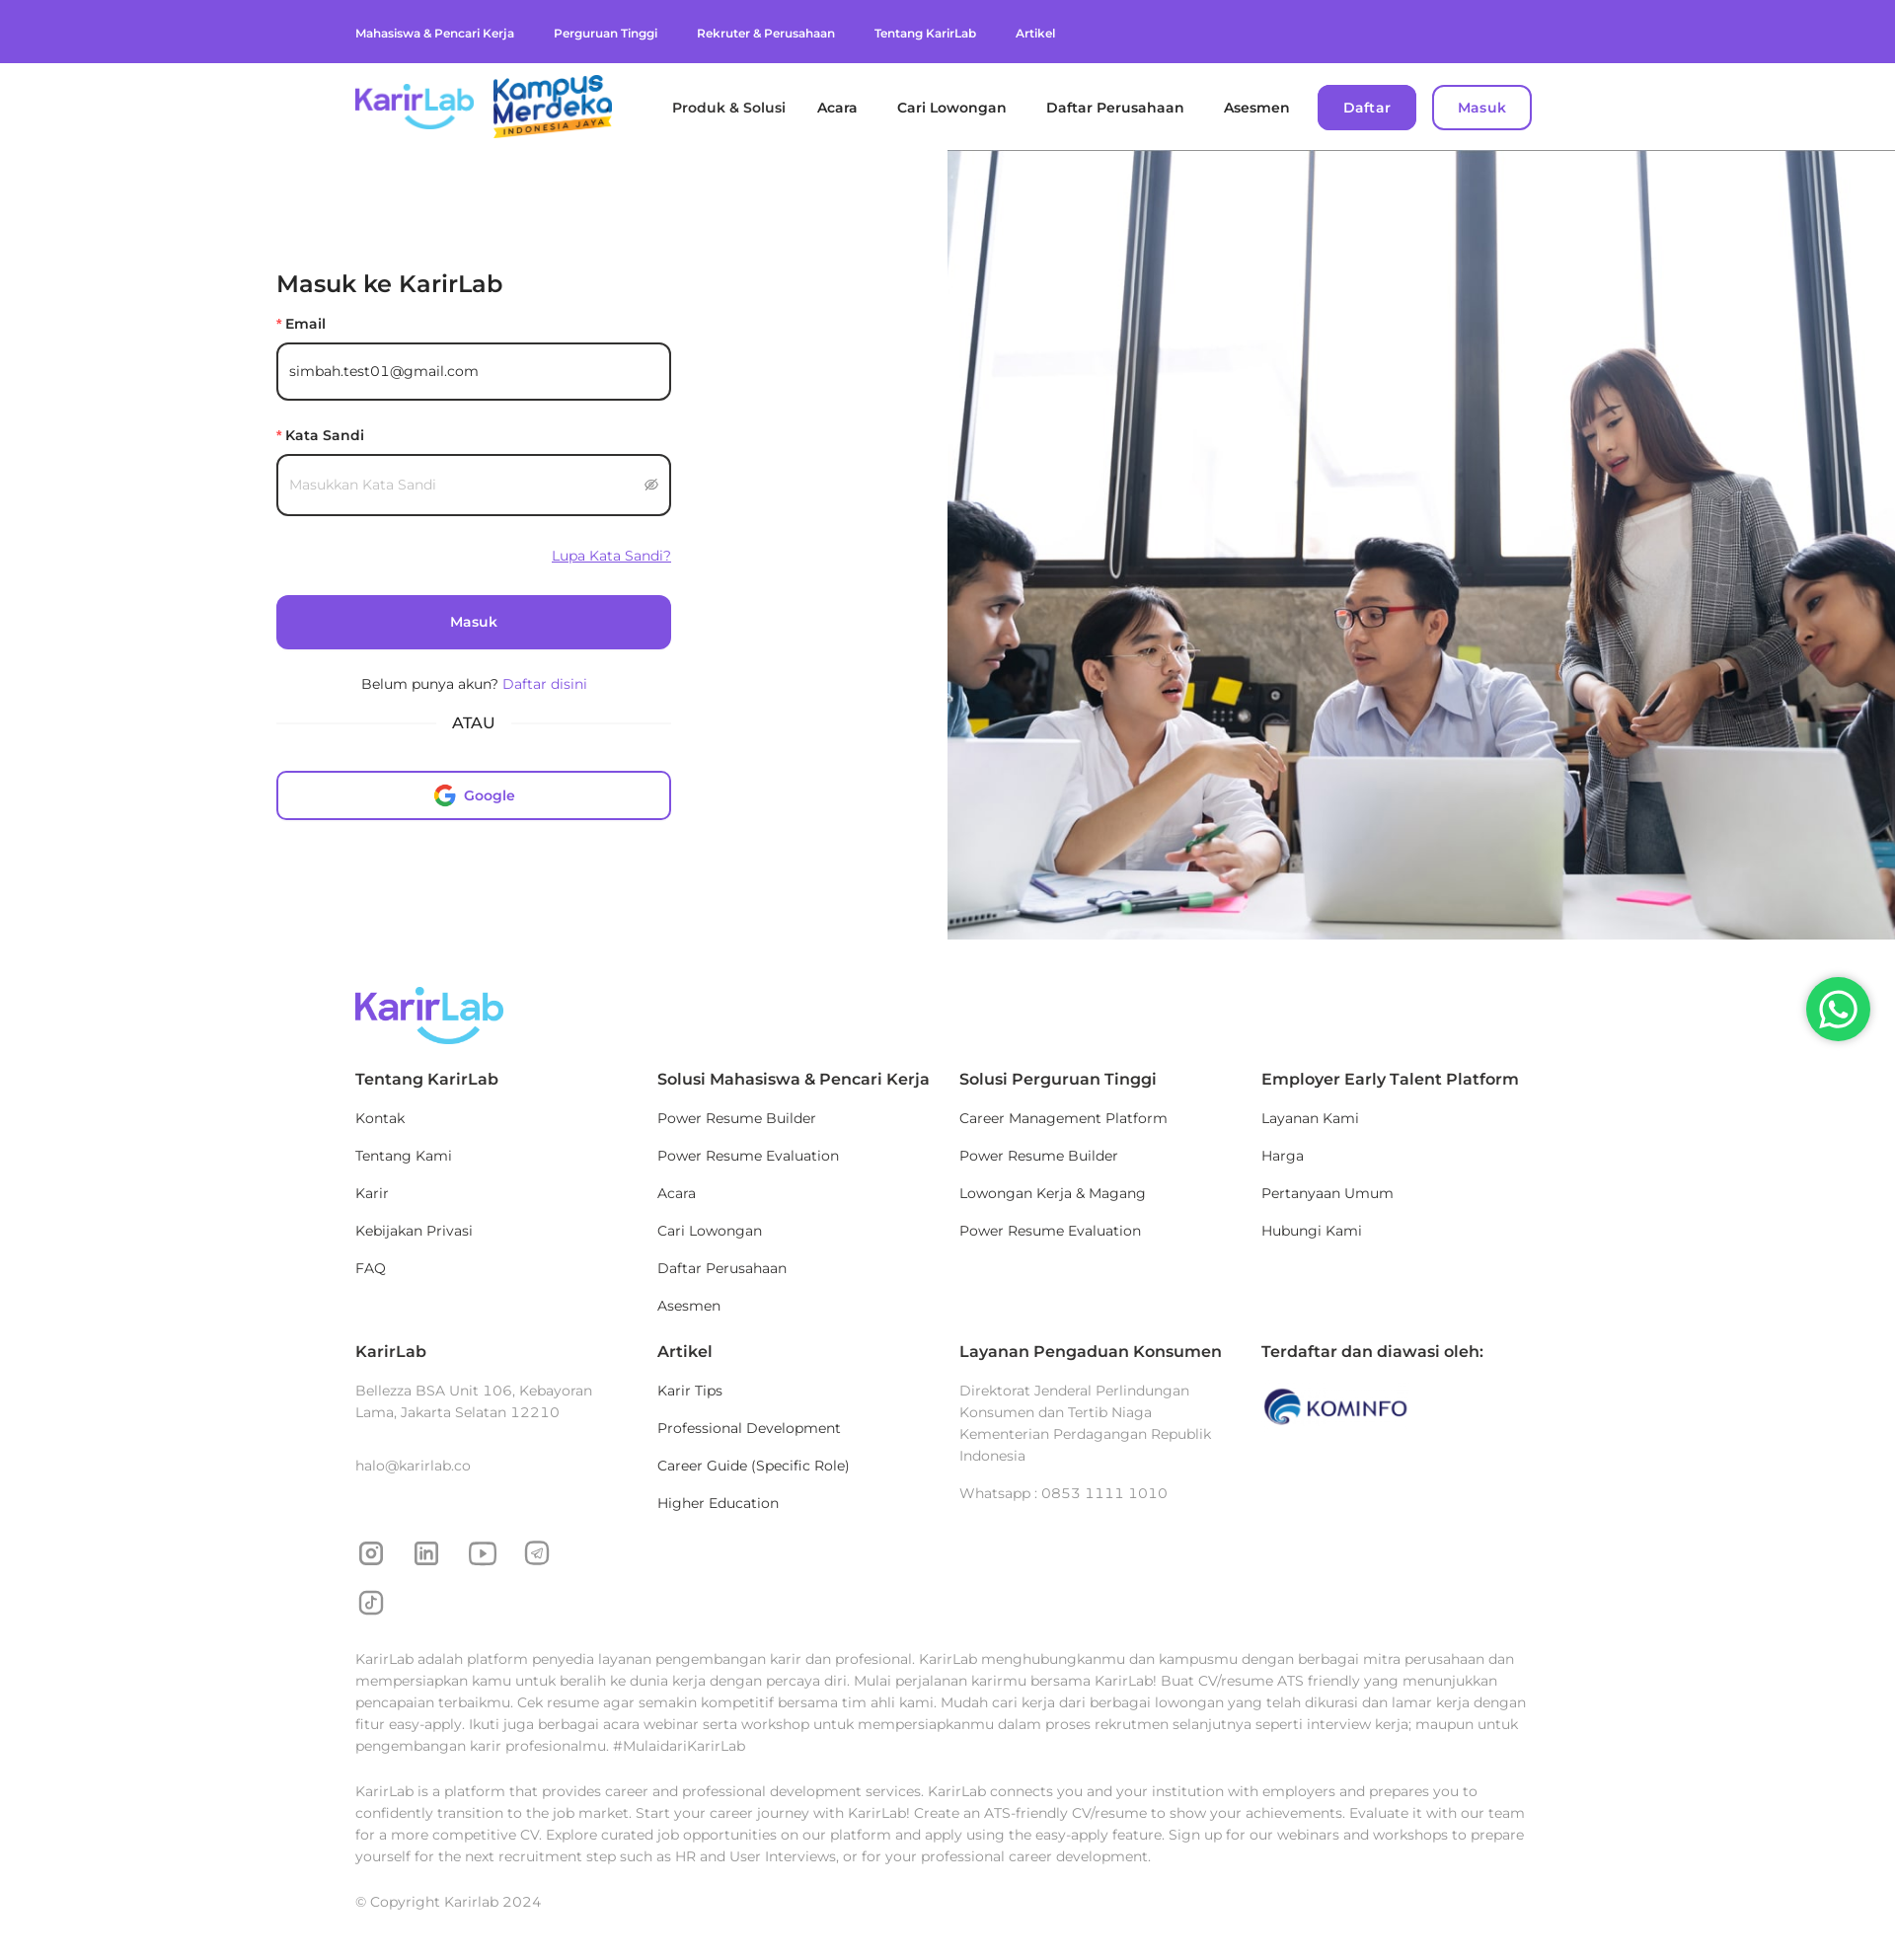 Mahasiswa & Pencari Kerja
Perguruan Tinggi
Rekruter & Perusahaan
Tentang KarirLab
Artikel
KarirLab
Kampus
Merdeka
INDONESIA JAYA
Produk & Solusi
Acara
Cari Lowongan
Daftar Perusahaan
Asesmen
Daftar
Masuk
Masuk ke KarirLab
* Email
simbah.test01@gmail.com
* Kata Sandi
Masukkan Kata Sandi
Lupa Kata Sandi?
Masuk
Belum punya akun? Daftar disini
ATAU
Google
KarirLab
Tentang KarirLab
Kontak
Tentang Kami
Karir
Kebijakan Privasi
FAQ
Solusi Mahasiswa & Pencari Kerja
Power Resume Builder
Power Resume Evaluation
Acara
Cari Lowongan
Daftar Perusahaan
Asesmen
Solusi Perguruan Tinggi
Career Management Platform
Power Resume Builder
Lowongan Kerja & Magang
Power Resume Evaluation
Employer Early Talent Platform
Layanan Kami
Harga
Pertanyaan Umum
Hubungi Kami
KarirLab
Bellezza BSA Unit 106, Kebayoran
Lama, Jakarta Selatan 12210
halo@karirlab.co
Artikel
Karir Tips
Professional Development
Career Guide (Specific Role)
Higher Education
Layanan Pengaduan Konsumen
Direktorat Jenderal Perlindungan
Konsumen dan Tertib Niaga
Kementerian Perdagangan Republik
Indonesia
Whatsapp : 0853 1111 1010
Terdaftar dan diawasi oleh:
KOMINFO
in
KarirLab adalah platform penyedia layanan pengembangan karir dan profesional. KarirLab menghubungkanmu dan kampusmu dengan berbagai mitra perusahaan dan
mempersiapkan kamu untuk beralih ke dunia kerja dengan percaya diri. Mulai perjalanan karirmu bersama KarirLab! Buat CV/resume ATS friendly yang menunjukkan
pencapaian terbaikmu. Cek resume agar semakin kompetitif bersama tim ahli kami. Mudah cari kerja dari berbagai lowongan yang telah dikurasi dan lamar kerja dengan
fitur easy-apply. Ikuti juga berbagai acara webinar serta workshop untuk mempersiapkanmu dalam proses rekrutmen selanjutnya seperti interview kerja; maupun untuk
pengembangan karir profesionalmu. #MulaidariKarirLab
KarirLab is a platform that provides career and professional development services. KarirLab connects you and your institution with employers and prepares you to
confidently transition to the job market. Start your career journey with KarirLab! Create an ATS-friendly CV/resume to show your achievements. Evaluate it with our team
for a more competitive CV. Explore curated job opportunities on our platform and apply using the easy-apply feature. Sign up for our webinars and workshops to prepare
yourself for the next recruitment step such as HR and User Interviews, or for your professional career development.
© Copyright Karirlab 2024